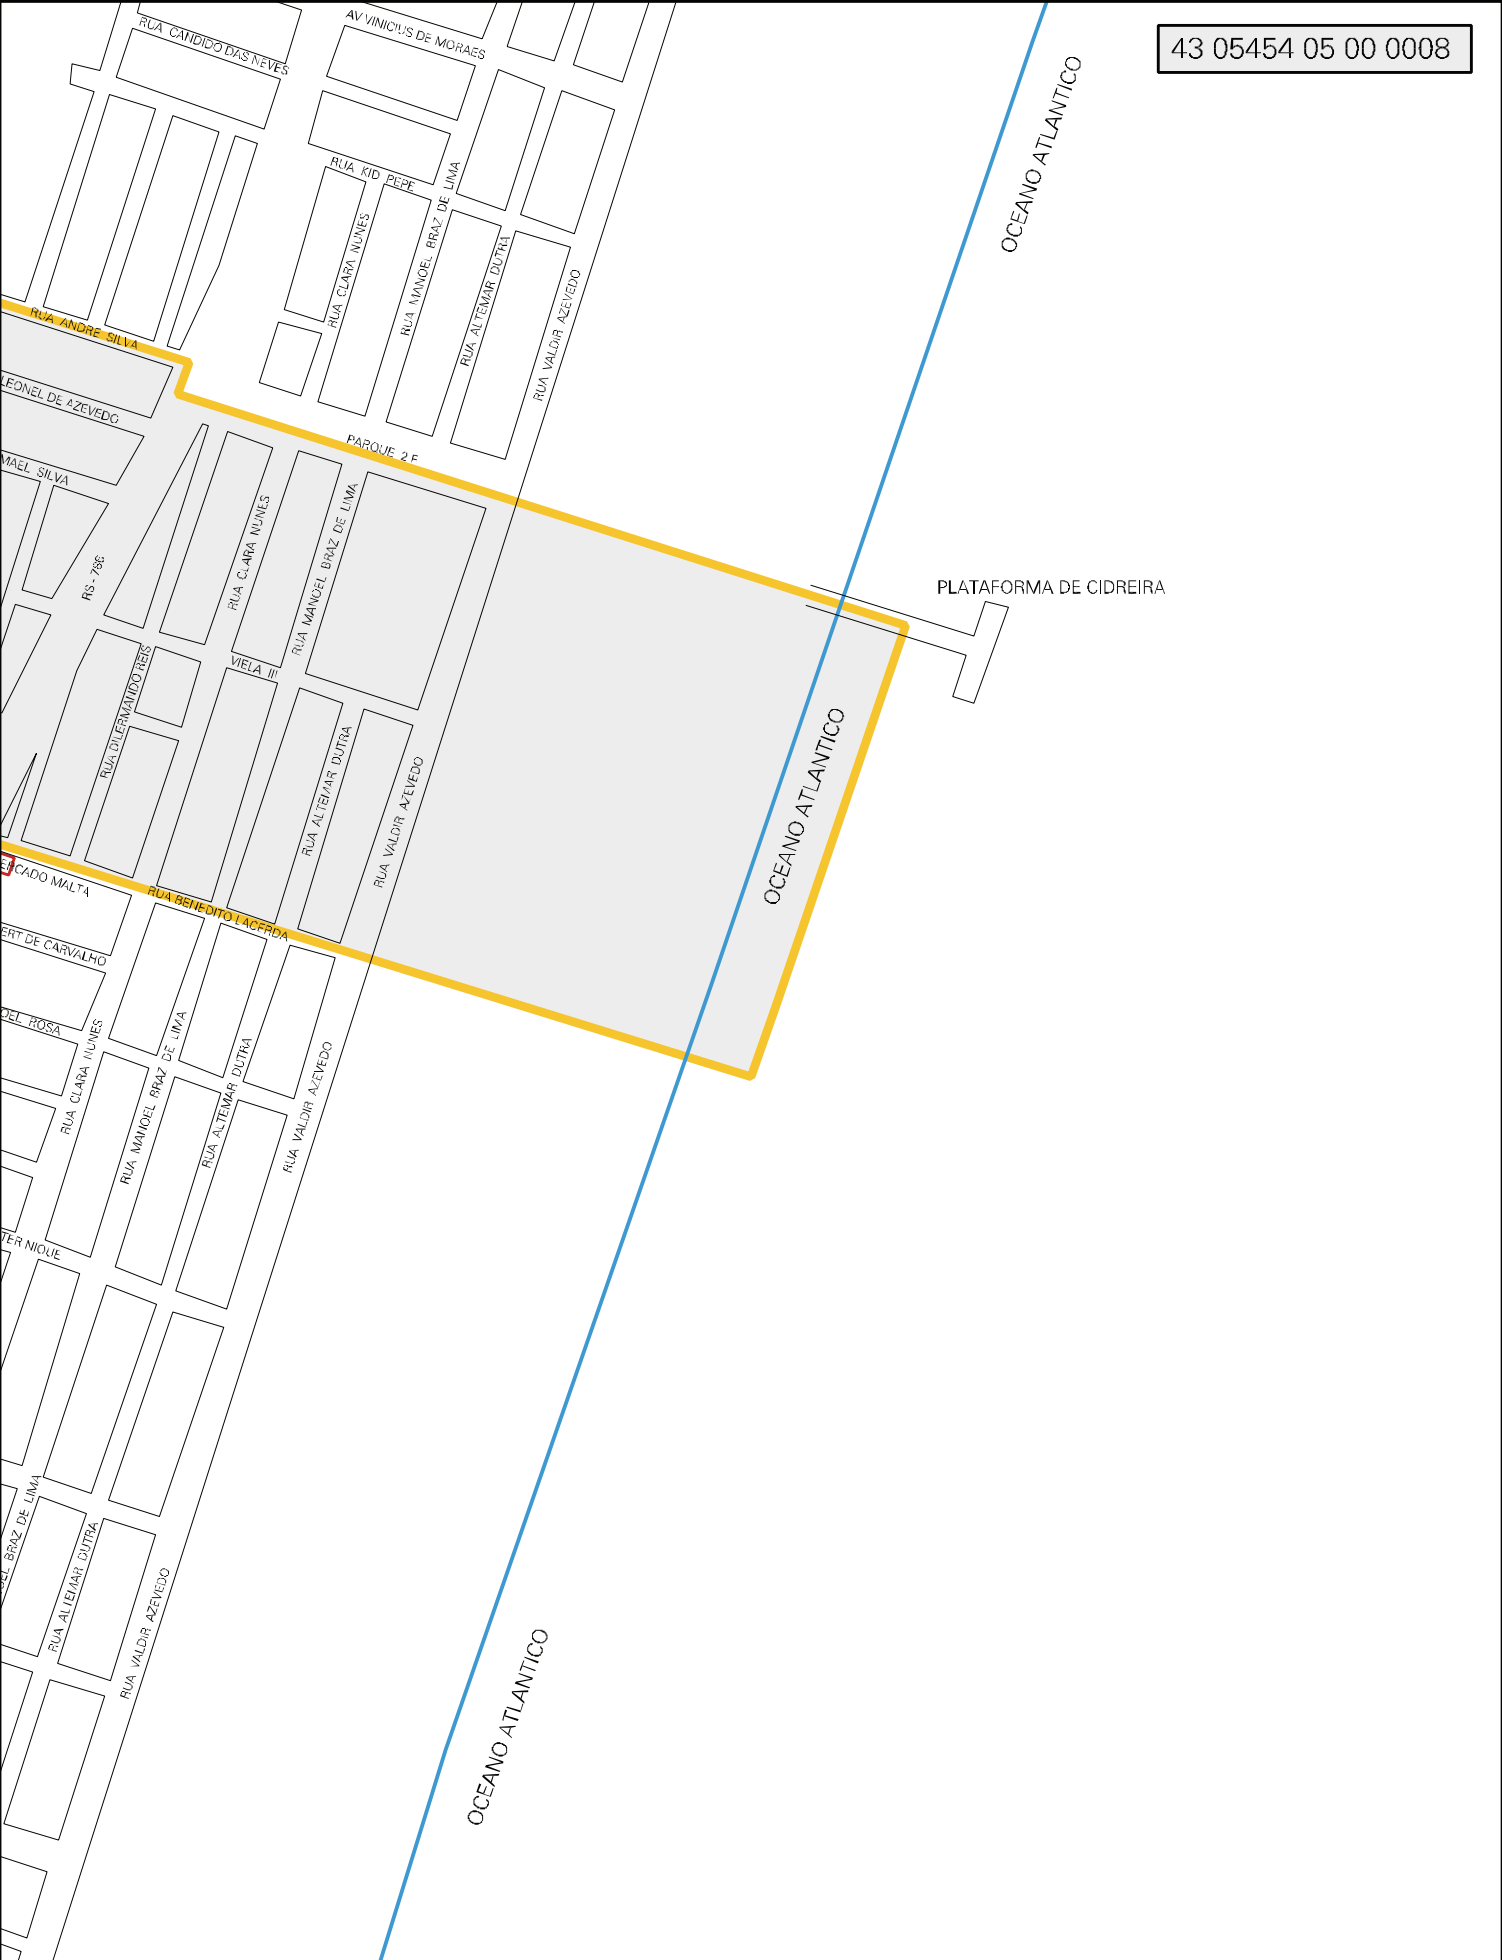 43 05454 05 00 0008
RUA CANDIDO DAS NEVES
AV VINICIUS DE MORAES
OCEANO ATLANTICO
RUA KID PEPE
RUA CLARA NUNES
RUA MANOEL BRAZ DE LIMA
RUA ALTEMAR DUTRA
RUA VALDIR AZEVEDO
RUA ANDRE SILVA
LEONEL DE AZEVEDO
PARQUE 2 E
MAEL SILVA
RS - 786
RUA CLARA NUNES
RUA MANOEL BRAZ DE LIMA
PLATAFORMA DE CIDREIRA
VIELA III
RUA DILERMANDO REIS
RUA ALTEMAR DUTRA
RUA VALDIR AZEVEDO
OCEANO ATLANTICO
ERCADO MALTA
RUA BENEDITO LACERDA
ERT DE CARVALHO
OEL ROSA
RUA CLARA NUNES
RUA MANOEL BRAZ DE LIMA
RUA ALTEMAR DUTRA
RUA VALDIR AZEVEDO
TER NIQUE
OEL BRAZ DE LIMA
RUA ALTEMAR DUTRA
RUA VALDIR AZEVEDO
OCEANO ATLANTICO